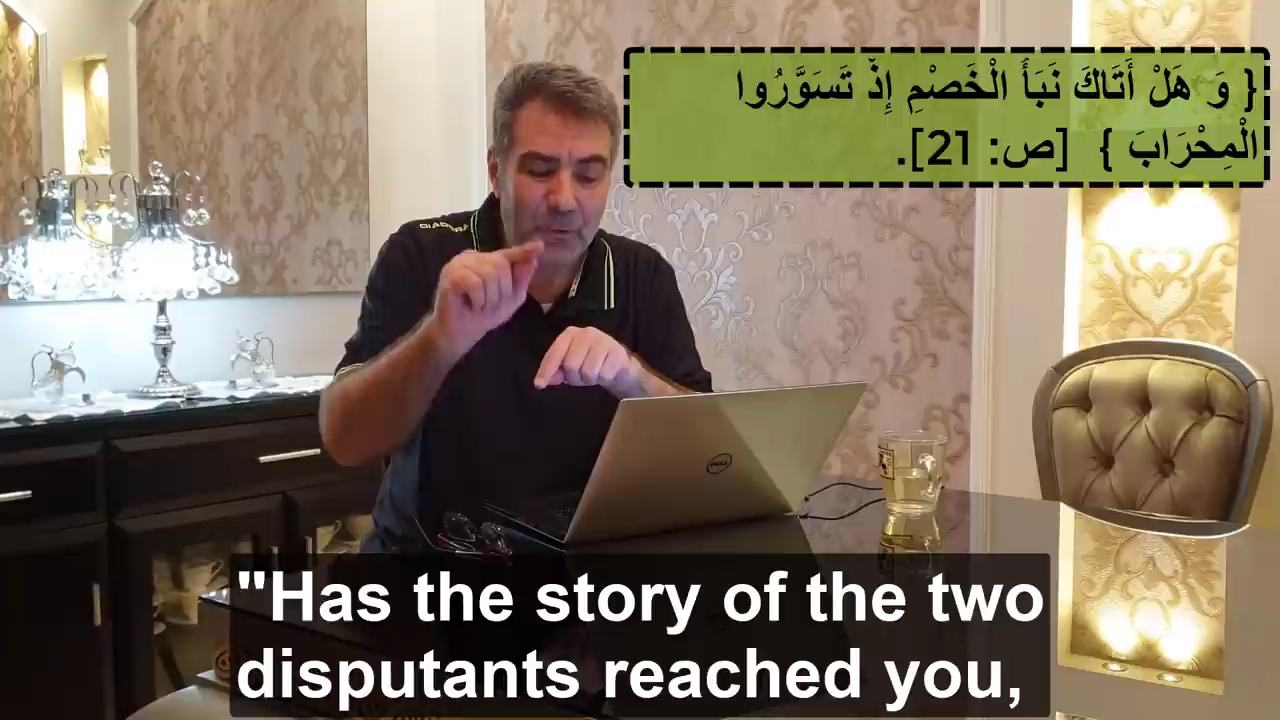 { وَ هَلْ أَتَاكَ نَبَأَ الْخَصْمِ إِذّ تَسَوَّرُوا
الْمِحْرَابَ } [ص: 21].
DELL
"Has the story of the two
disputants reached you,